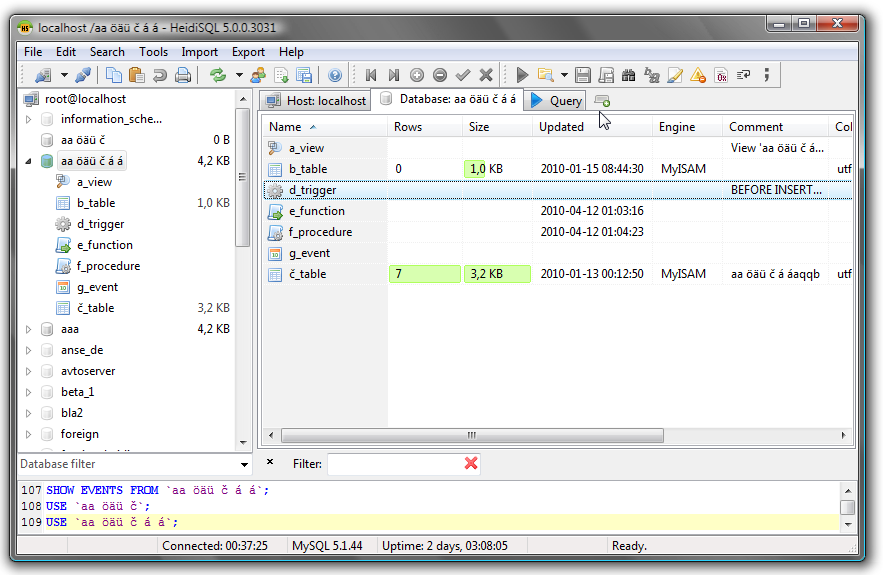 localhost /aa öäü č á á - HeidiSQL 5.0.0.3031
File Edit Search Tools Import Export Help
root@localhost
information_sche...
aa öäü č 0 B
aa öäü č á á 4,2 KB
a_view
b_table 1,0 KB
d_trigger
e_function
f_procedure
g_event
č_table 3,2 KB
aaa 4,2 KB
anse_de
avtoserver
beta_1
bla2
foreign
Database filter
Host: localhost Database: aa öäü č á á Query
Name Rows Size Updated Engine Comment Col
a_view View 'aa öäü č á...
b_table 0 1,0 KB 2010-01-15 08:44:30 MyISAM utf
d_trigger BEFORE INSERT...
e_function 2010-04-12 01:03:16
f_procedure 2010-04-12 01:04:23
g_event
č_table 7 3,2 KB 2010-01-13 00:12:50 MyISAM aa öäü č á áaqqb utf
Filter:
107 SHOW EVENTS FROM `aa öäü č á á`;
108 USE `aa öäü č`;
109 USE `aa öäü č á á`;
Connected: 00:37:25 MySQL 5.1.44 Uptime: 2 days, 03:08:05 Ready.